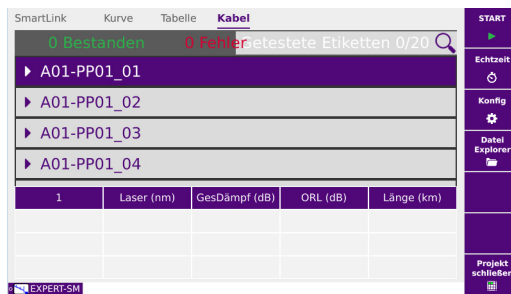 SmartLink Kurve Tabelle Kabel
0 Bestanden 0 Fehler Getestete Etiketten 0/20
A01-PP01_01
A01-PP01_02
A01-PP01_03
A01-PP01_04
1 Laser (nm) GesDämpf (dB) ORL (dB) Länge (km)
EXPERT-SM
START
Echtzeit
Konfig
Datei
Explorer
Projekt
schließen